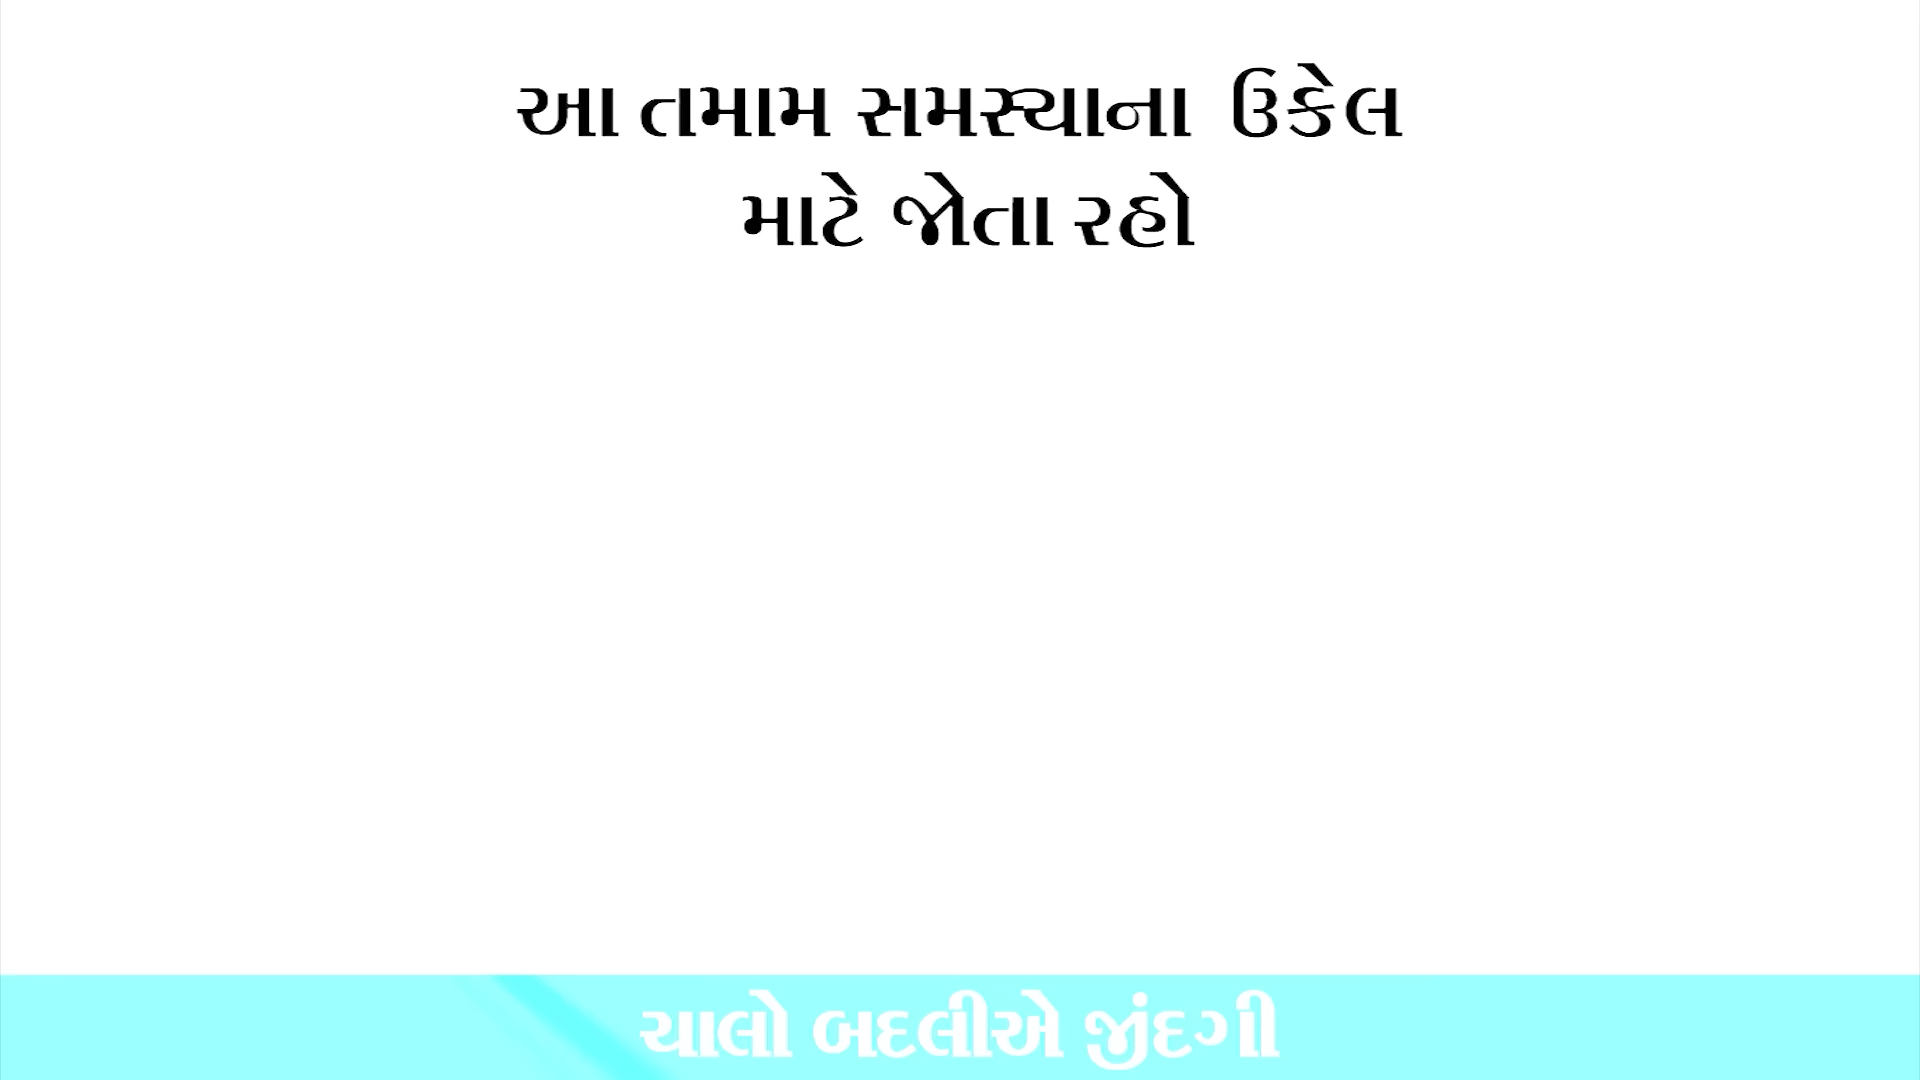 આ તમામ સમસ્યાના ઉકેલ
માટે જોતા રહો
ચાલો બદલીએ જીંદગી